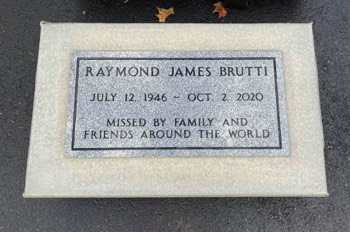 RAYMOND JAMES BRUTTI
JULY 12, 1946 – OCT. 2, 2020
MISSED BY FAMILY AND
FRIENDS AROUND THE WORLD